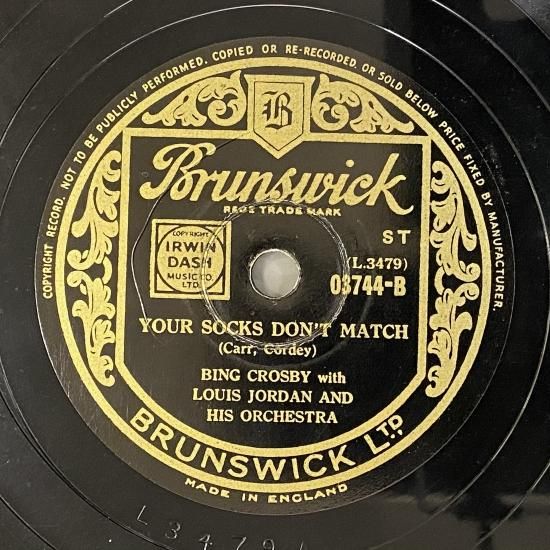 COPYRIGHT RECORD. NOT TO BE PUBLICLY PERFORMED. COPIED OR RE-RECORDED. OR SOLD BELOW PRICE FIXED BY MANUFACTURER.
B
Brunswick
REGD TRADE MARK
COPYRIGHT
IRWIN
DASH
MUSIC CO.
LTD.
ST
(L.3479)
03744-B
YOUR SOCKS DON'T MATCH
(Carr, Cordey)
BING CROSBY with
LOUIS JORDAN AND
HIS ORCHESTRA
BRUNSWICK LTD.,
MADE IN ENGLAND
L 3479